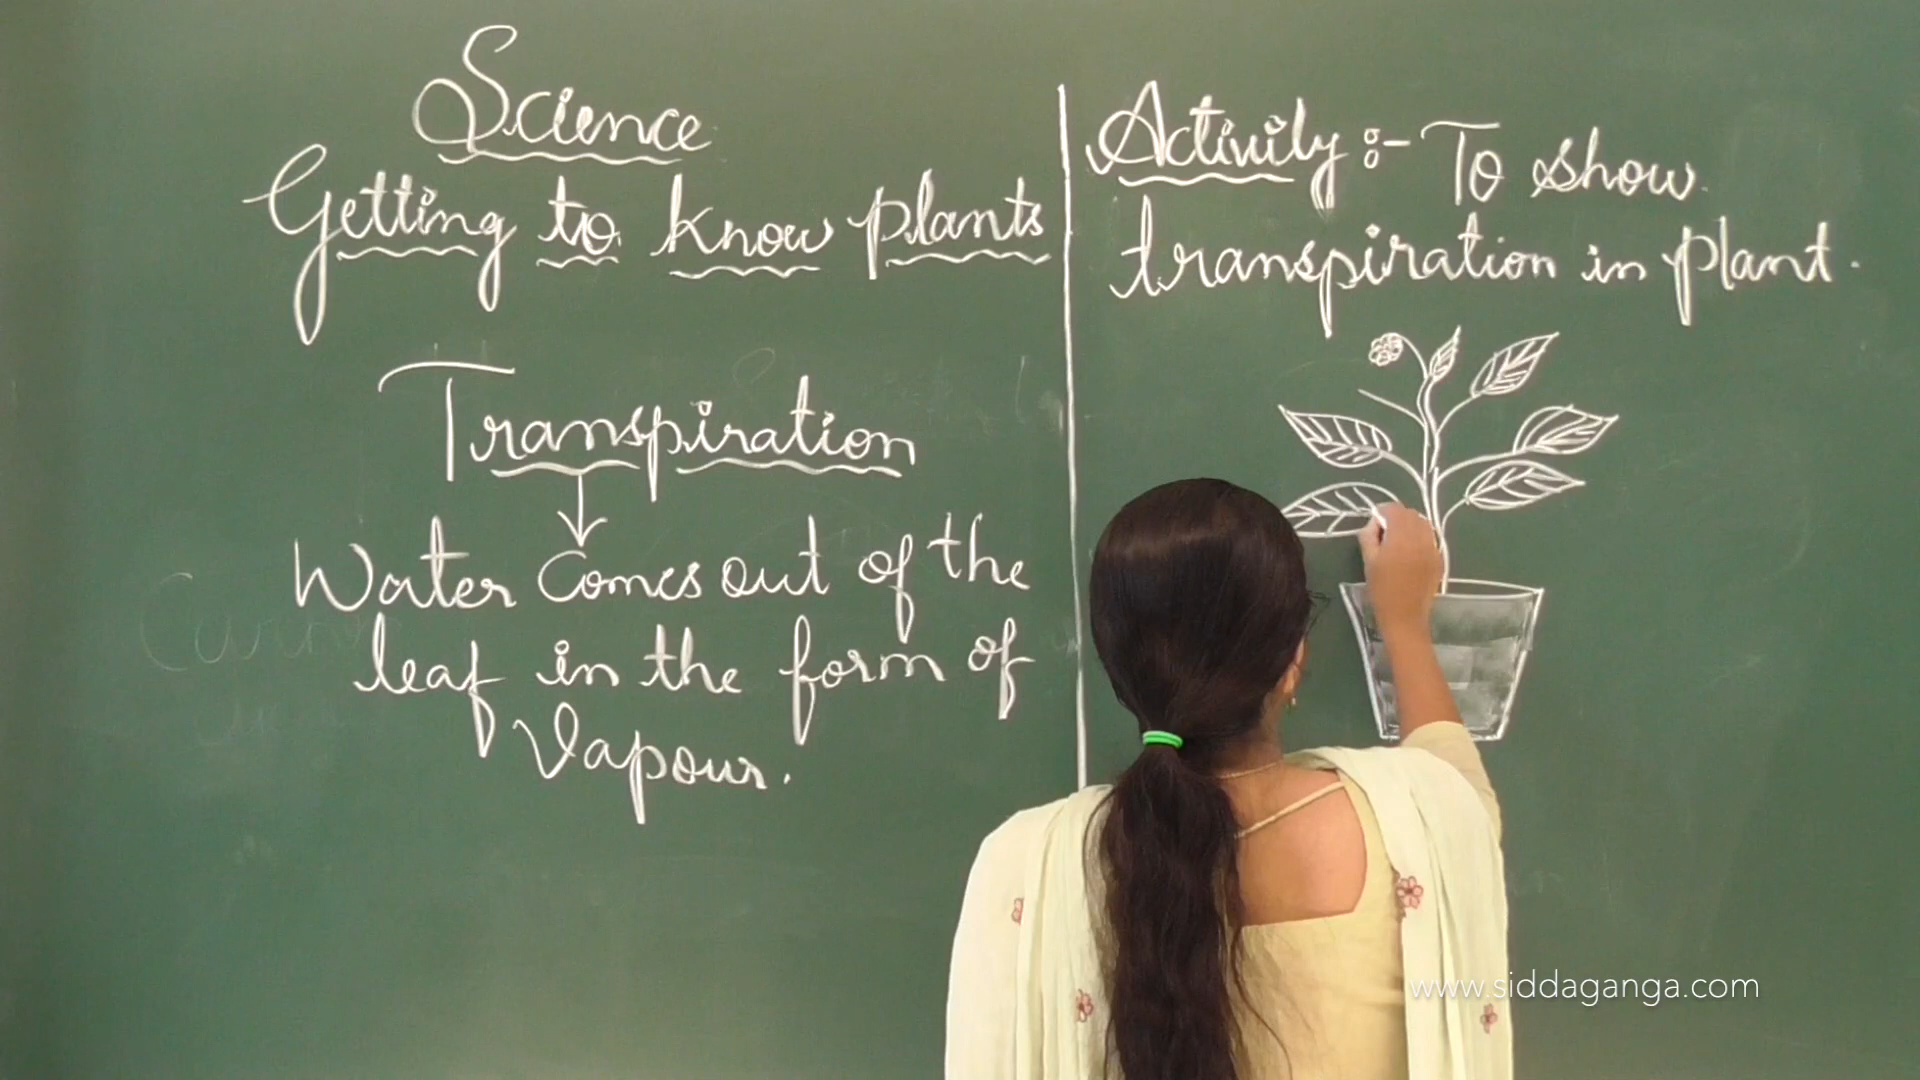 Science
Getting to know plants
Transpiration
Water comes out of the
leaf in the form of
Vapour.
Activity :- To show
transpiration in plant.
www.siddaganga.com